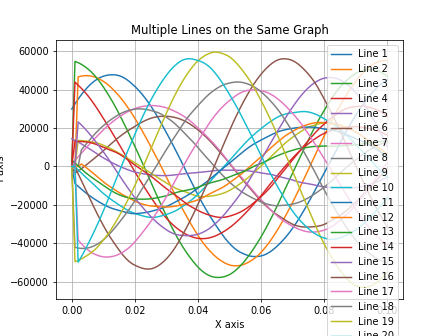 Multiple Lines on the Same Graph
60000
40000
20000
0
−20000
−40000
−60000
0.00
0.02
0.04
0.06
X axis
Line 1
Line 2
Line 3
Line 4
Line 5
Line 6
Line 7
Line 8
Line 9
Line 10
Line 11
Line 12
Line 13
Line 14
Line 15
Line 16
Line 17
Line 18
Line 19
Line 20